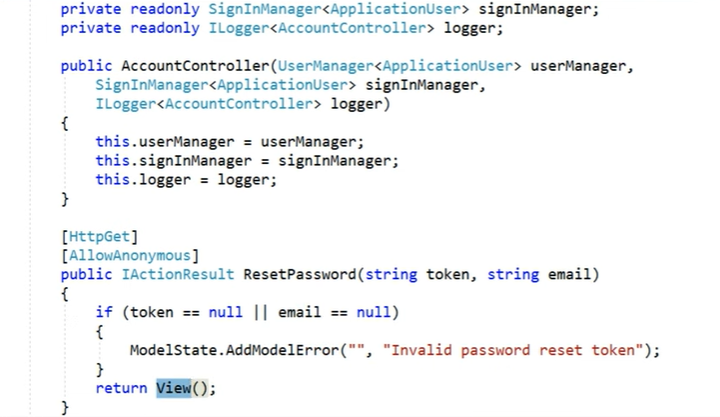 private readonly SignInManager<ApplicationUser> signInManager;
private readonly ILogger<AccountController> logger;
public AccountController(UserManager<ApplicationUser> userManager,
SignInManager<ApplicationUser> signInManager,
ILogger<AccountController> logger)
{
this.userManager = userManager;
this.signInManager = signInManager;
this.logger = logger;
}
[HttpGet]
[AllowAnonymous]
public IActionResult ResetPassword(string token, string email)
{
if (token == null || email == null)
{
ModelState.AddModelError("", "Invalid password reset token");
}
return View();
}